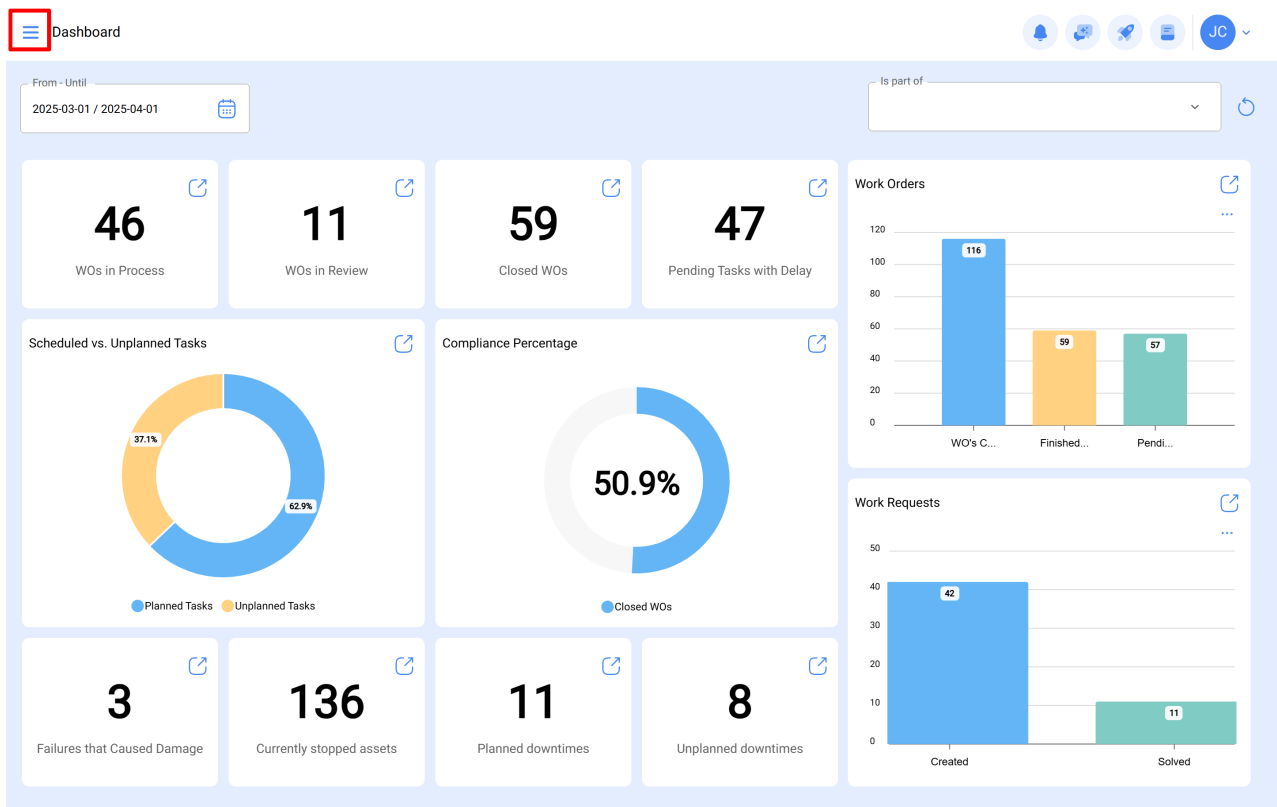 Dashboard
JC
From - Until
2025-03-01 / 2025-04-01
Is part of
46
WOs in Process
11
WOs in Review
59
Closed WOs
47
Pending Tasks with Delay
Work Orders
...
120
100
80
60
40
20
0
116
59
57
WO's C...
Finished...
Pendi...
Scheduled vs. Unplanned Tasks
37.1%
62.9%
Planned Tasks
Unplanned Tasks
Compliance Percentage
50.9%
Closed WOs
Work Requests
...
50
40
30
20
10
0
42
11
Created
Solved
3
Failures that Caused Damage
136
Currently stopped assets
11
Planned downtimes
8
Unplanned downtimes